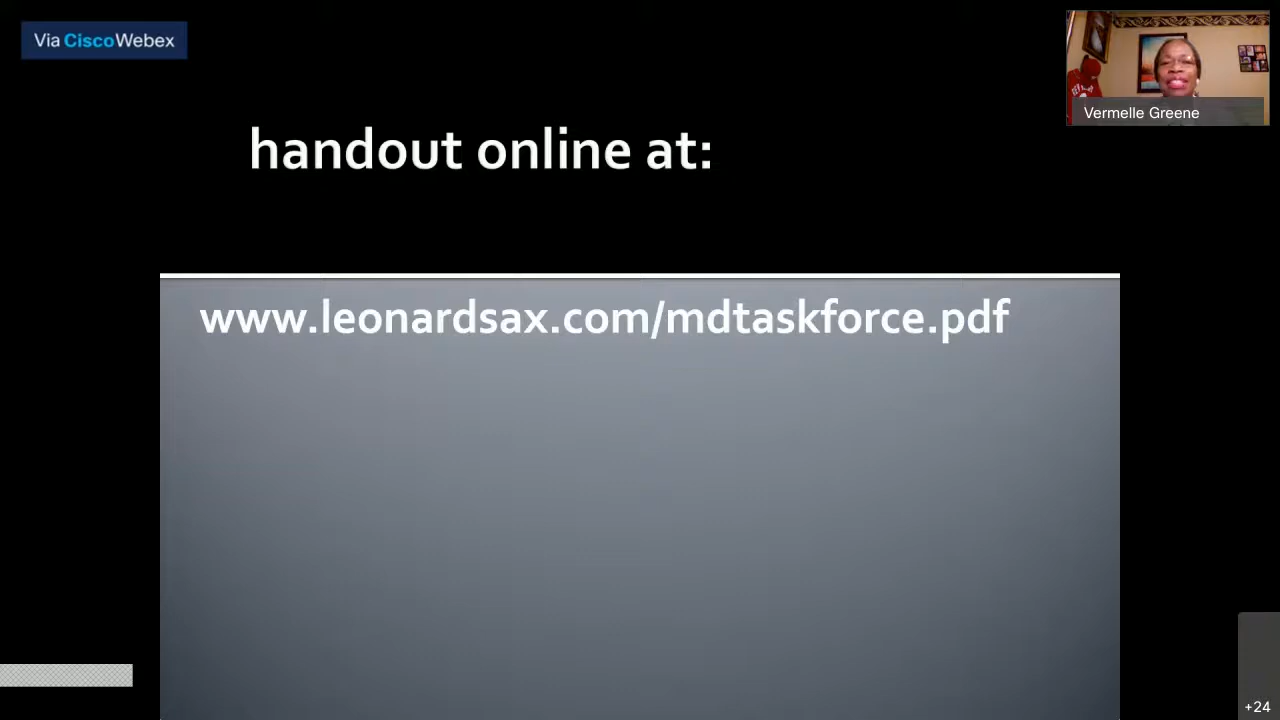 Via CiscoWebex
Vermelle Greene
handout online at:
www.leonardsax.com/mdtaskforce.pdf
+24